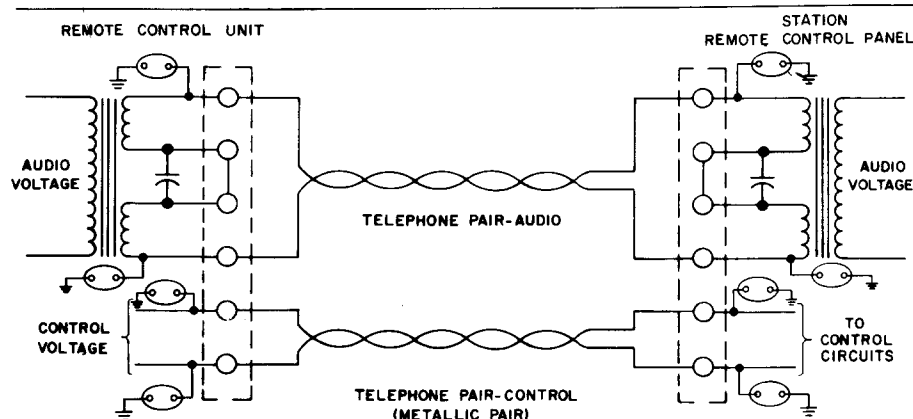 REMOTE CONTROL UNIT
STATION
REMOTE CONTROL PANEL
AUDIO
VOLTAGE
TELEPHONE PAIR-AUDIO
AUDIO
VOLTAGE
CONTROL
VOLTAGE
TO
CONTROL
CIRCUITS
TELEPHONE PAIR-CONTROL
(METALLIC PAIR)